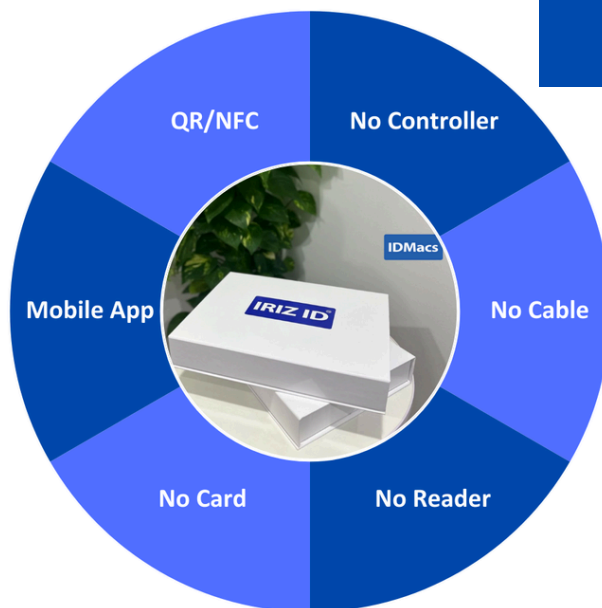 QR/NFC
No Controller
IDMacs
IRIZ ID®
Mobile App
No Cable
No Card
No Reader